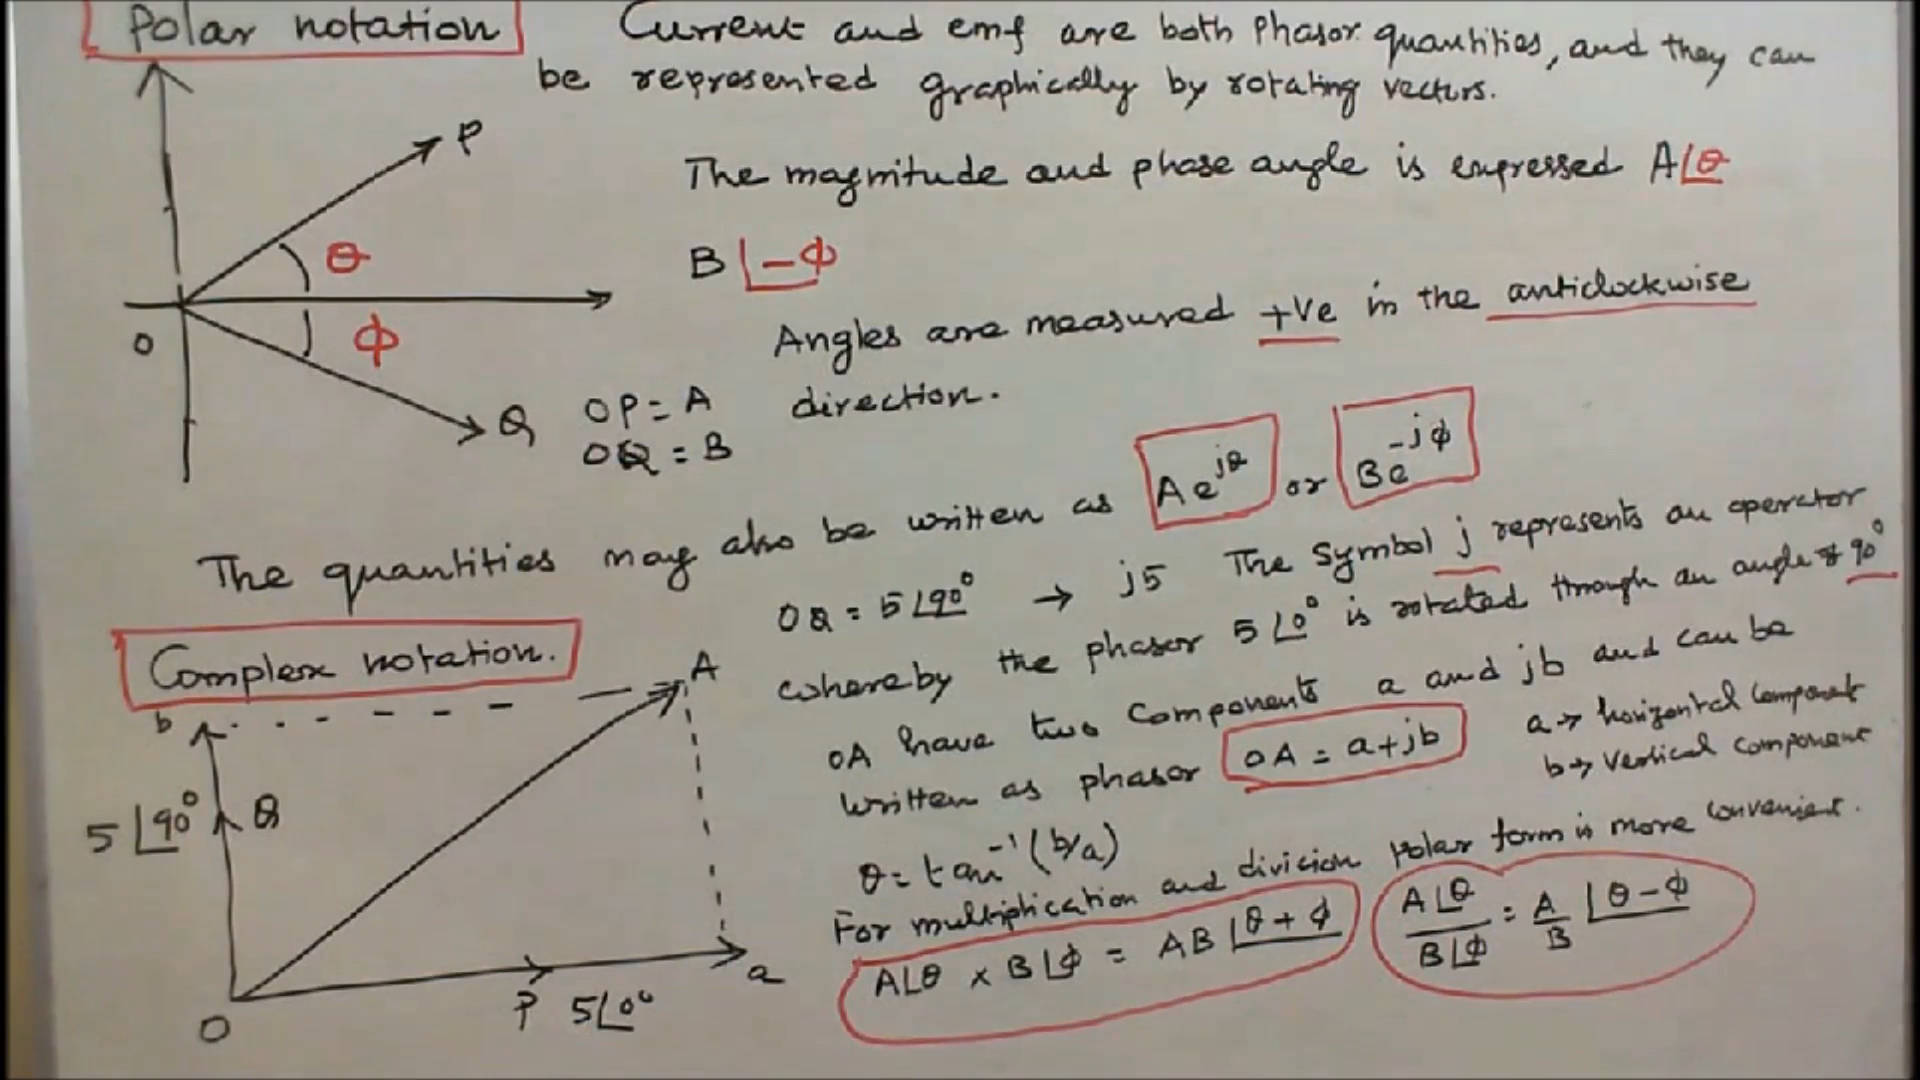 Polar notation
Current and emf are both Phasor quantities, and they can
be represented graphically by rotating vectors.
P
The magnitude and phase angle is expressed A∠θ
θ
B∠-ϕ
Angles are measured +ve in the anticlockwise
direction.
O
ϕ
Q
OP = A
OQ = B
The quantities may also be written as Ae^jθ or Be^-jϕ
Complex notation.
OQ = 5∠90° → j5 The Symbol j represents an operator
whereby the phasor 5∠0° is rotated through an angle of 90°
OA have two Components a and jb and can be
written as phasor OA = a+jb
a → horizontal component
b → vertical component
θ = tan⁻¹(b/a)
For multiplication and division Polar form is more convenient.
A∠θ × B∠ϕ = AB∠θ+ϕ
A∠θ / B∠ϕ = A/B ∠θ-ϕ
A
b
5∠90°
Q
O
P 5∠0°
a